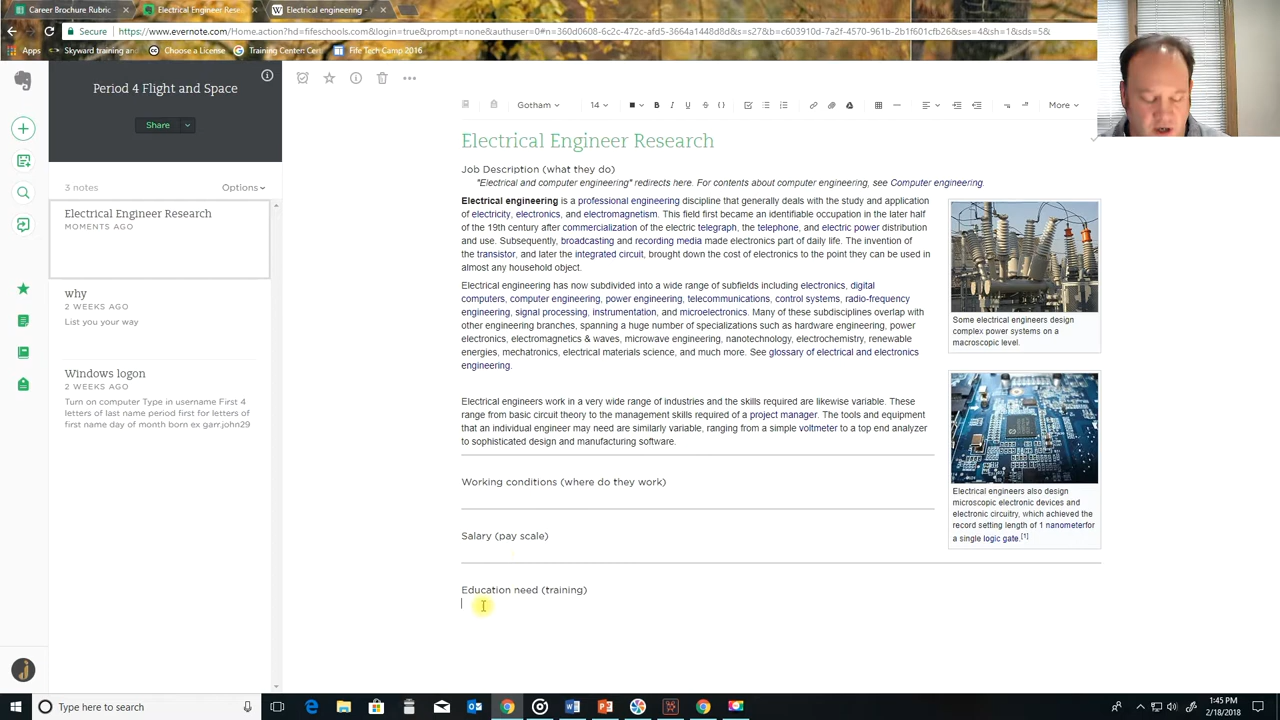 Career Brochure Rubric
Electrical Engineer Rese
Electrical engineering - V
Secure
https://www.evernote.com/Home.action?hd=fifeschools.com&login=true&prompt=none&authuser=0#n=
Apps
Skyward training and
Choose a License
Google Training Center
Fife Tech Camp 2016
Period 4 Flight and Space
Share
3 notes
Options
Electrical Engineer Research
MOMENTS AGO
why
2 WEEKS AGO
List you your way
Windows logon
2 WEEKS AGO
Turn on computer Type in username First 4
letters of last name period first for letters of
first name day of month born ex garr.john29
Gotham
14
B
I
U
S
More
Electrical Engineer Research
Job Description (what they do)
"Electrical and computer engineering" redirects here. For contents about computer engineering, see Computer engineering.
Electrical engineering is a professional engineering discipline that generally deals with the study and application
of electricity, electronics, and electromagnetism. This field first became an identifiable occupation in the later half
of the 19th century after commercialization of the electric telegraph, the telephone, and electric power distribution
and use. Subsequently, broadcasting and recording media made electronics part of daily life. The invention of
the transistor, and later the integrated circuit, brought down the cost of electronics to the point they can be used in
almost any household object.
Electrical engineering has now subdivided into a wide range of subfields including electronics, digital
computers, computer engineering, power engineering, telecommunications, control systems, radio-frequency
engineering, signal processing, instrumentation, and microelectronics. Many of these subdisciplines overlap with
other engineering branches, spanning a huge number of specializations such as hardware engineering, power
electronics, electromagnetics & waves, microwave engineering, nanotechnology, electrochemistry, renewable
energies, mechatronics, electrical materials science, and much more. See glossary of electrical and electronics
engineering.
Electrical engineers work in a very wide range of industries and the skills required are likewise variable. These
range from basic circuit theory to the management skills required of a project manager. The tools and equipment
that an individual engineer may need are similarly variable, ranging from a simple voltmeter to a top end analyzer
to sophisticated design and manufacturing software.
Some electrical engineers design
complex power systems on a
macroscopic level.
Electrical engineers also design
microscopic electronic devices and
electronic circuitry, which achieved the
record setting length of 1 nanometerfor
a single logic gate.[1]
Working conditions (where do they work)
Salary (pay scale)
Education need (training)
Type here to search
1:45 PM
2/18/2018